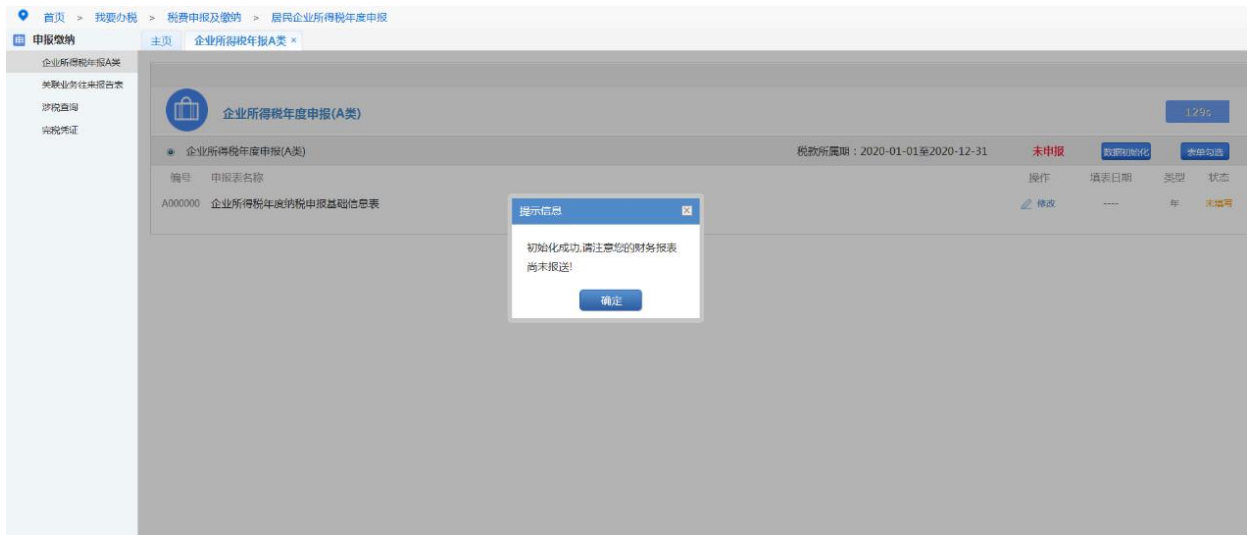 首页 > 我要办税 > 税费申报及缴纳 > 居民企业所得税年度申报
申报缴纳
主页 企业所得税年报A类 ×
企业所得税年报A类
关联业务往来报告表
涉税查询
完税凭证
企业所得税年度申报(A类)
129s
企业所得税年度申报(A类) 税款所属期：2020-01-01至2020-12-31 未申报 数据初始化 表单勾选
编号 申报表名称 操作 填表日期 类型 状态
A000000 企业所得税年度纳税申报基础信息表 修改 ---- 年 未填写
提示信息
初始化成功,请注意您的财务报表
尚未报送!
确定